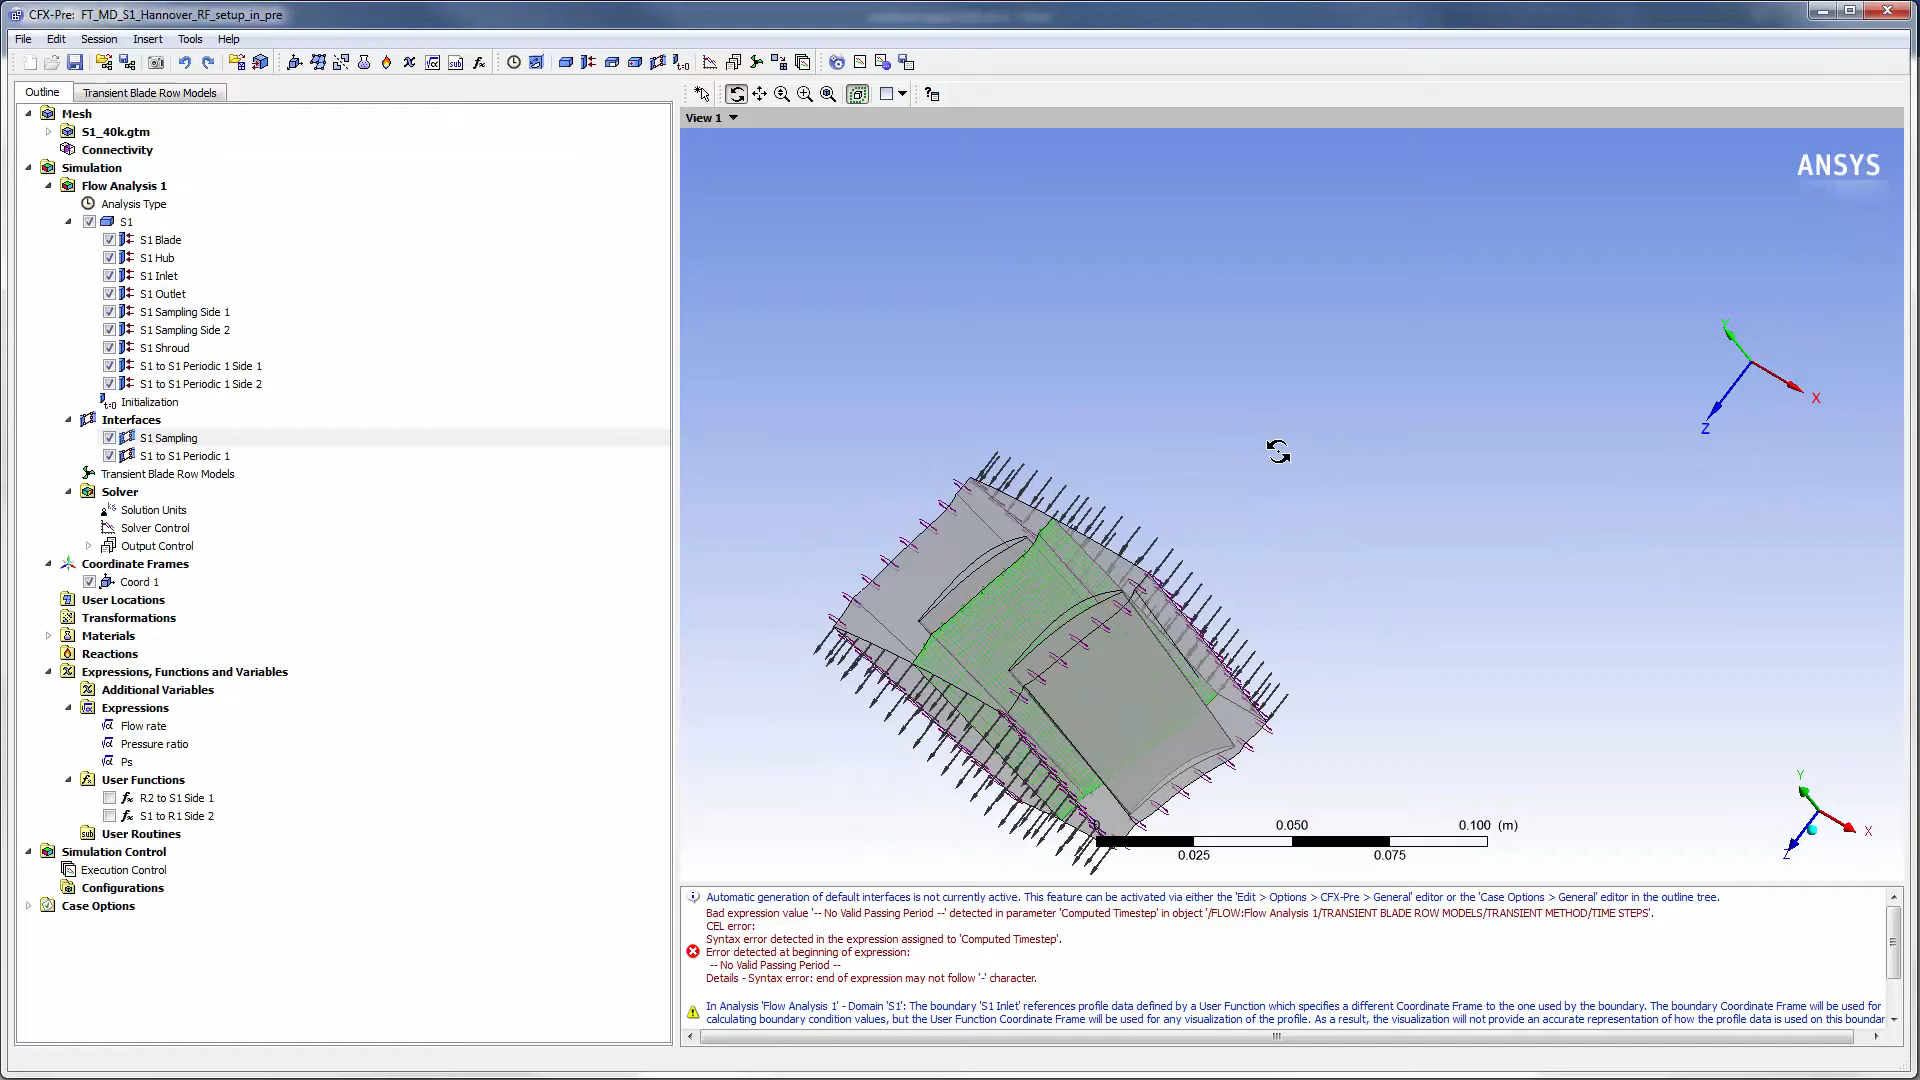 CFX-Pre: FT_MD_S1_Hannover_RF_setup_in_pre
File Edit Session Insert Tools Help
Outline Transient Blade Row Models
Mesh
S1_40k.gtm
Connectivity
Simulation
Flow Analysis 1
Analysis Type
S1
S1 Blade
S1 Hub
S1 Inlet
S1 Outlet
S1 Sampling Side 1
S1 Sampling Side 2
S1 Shroud
S1 to S1 Periodic 1 Side 1
S1 to S1 Periodic 1 Side 2
Initialization
Interfaces
S1 Sampling
S1 to S1 Periodic 1
Transient Blade Row Models
Solver
Solution Units
Solver Control
Output Control
Coordinate Frames
Coord 1
User Locations
Transformations
Materials
Reactions
Expressions, Functions and Variables
Additional Variables
Expressions
Flow rate
Pressure ratio
Ps
User Functions
R2 to S1 Side 1
S1 to R1 Side 2
User Routines
Simulation Control
Execution Control
Configurations
Case Options
View 1
ANSYS
Y
X
Z
Y
X
Z
0 0.050 0.100 (m)
0.025 0.075
Automatic generation of default interfaces is not currently active. This feature can be activated via either the 'Edit > Options > CFX-Pre > General' editor or the 'Case Options > General' editor in the outline tree.
Bad expression value '-- No Valid Passing Period --' detected in parameter 'Computed Timestep' in object '/FLOW:Flow Analysis 1/TRANSIENT BLADE ROW MODELS/TRANSIENT METHOD/TIME STEPS'.
CEL error:
Syntax error detected in the expression assigned to 'Computed Timestep'.
Error detected at beginning of expression:
-- No Valid Passing Period --
Details - Syntax error: end of expression may not follow '-' character.
In Analysis 'Flow Analysis 1' - Domain 'S1': The boundary 'S1 Inlet' references profile data defined by a User Function which specifies a different Coordinate Frame to the one used by the boundary. The boundary Coordinate Frame will be used for
calculating boundary condition values, but the User Function Coordinate Frame will be used for any visualization of the profile. As a result, the visualization will not provide an accurate representation of how the profile data is used on this boundar